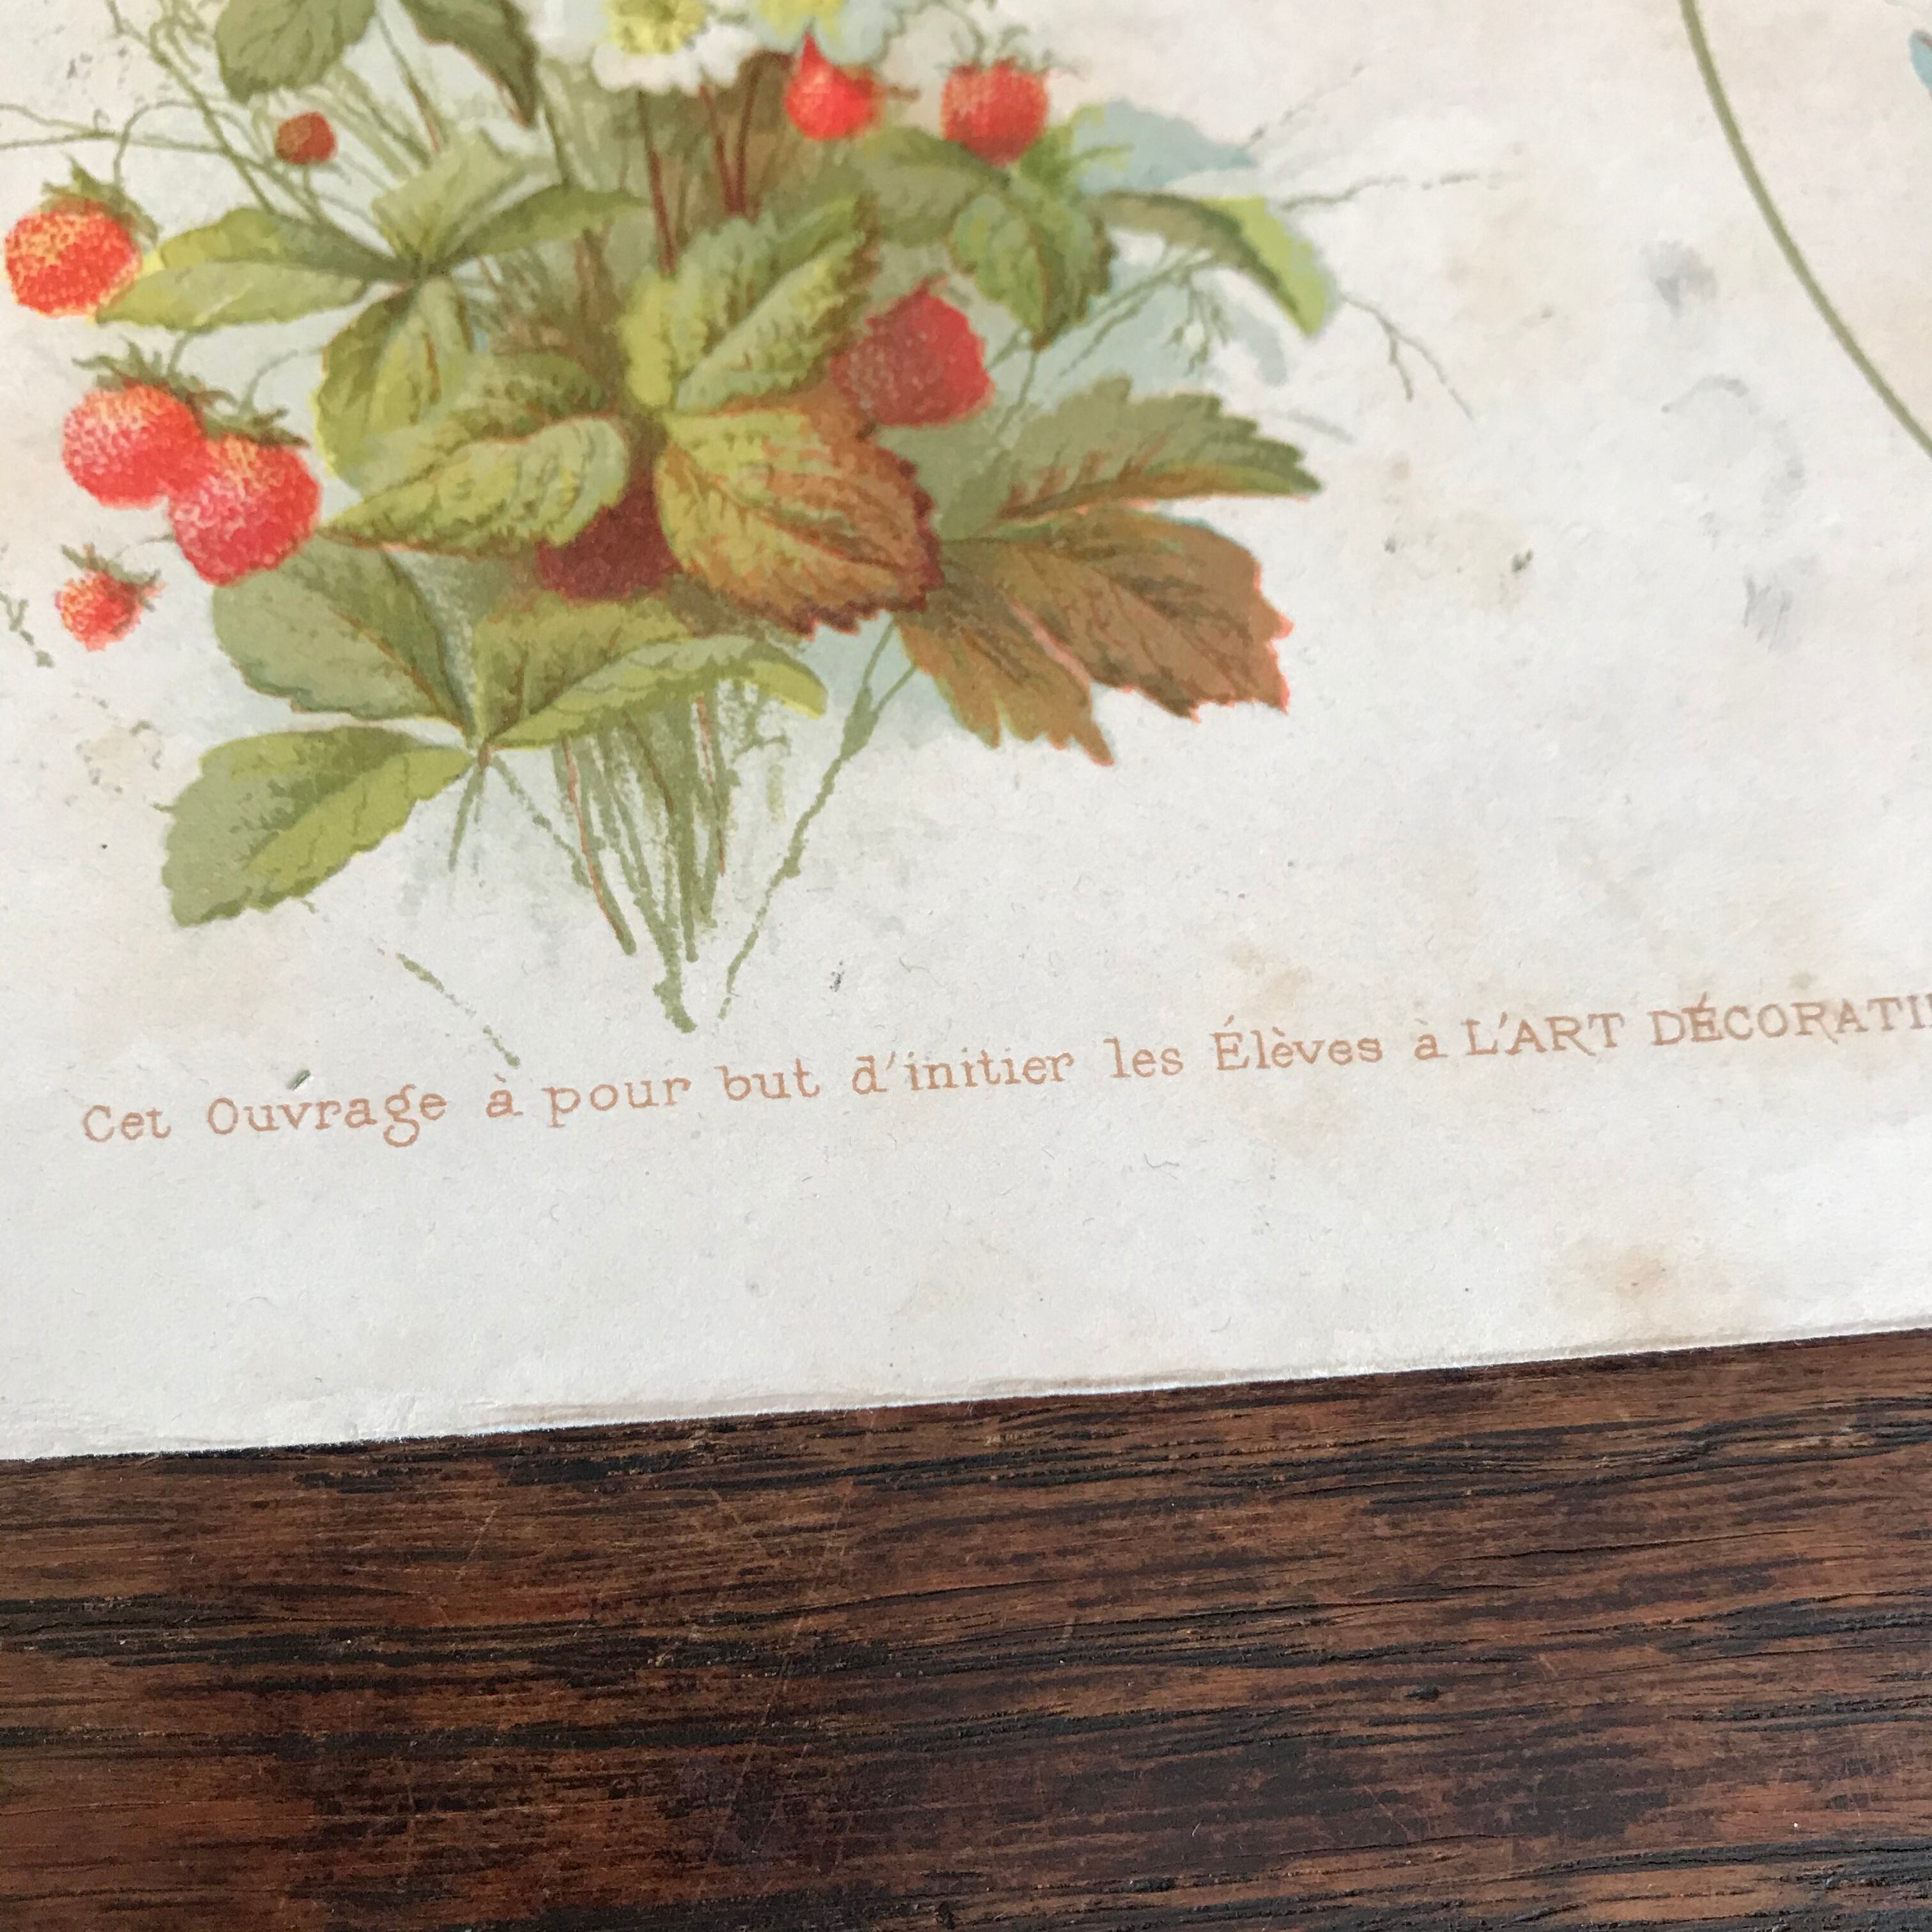 Cet Ouvrage à pour but d'initier les Élèves à L'ART DÉCORATI